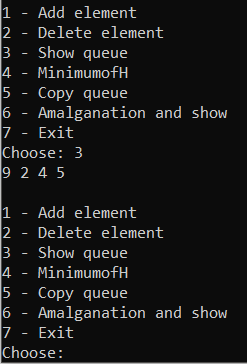 1 - Add element
2 - Delete element
3 - Show queue
4 - MinimumofH
5 - Copy queue
6 - Amalganation and show
7 - Exit
Choose: 3
9 2 4 5
1 - Add element
2 - Delete element
3 - Show queue
4 - MinimumofH
5 - Copy queue
6 - Amalganation and show
7 - Exit
Choose: